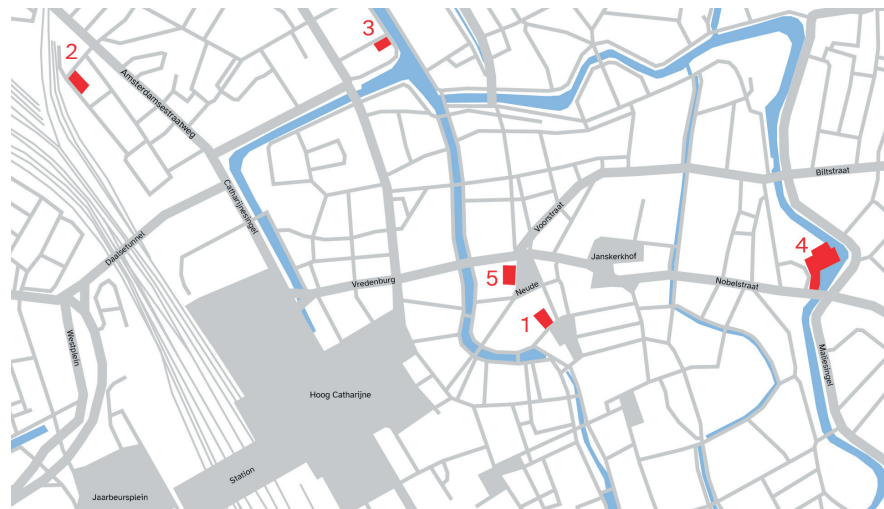 2
3
Amsterdamsestraatweg
Biltstraat
Catharijnesingel
Voorstraat
Daalsetunnel
4
Janskerkhof
5
Vredenburg
Nobelstraat
Neude
1
Westplein
Maliesingel
Hoog Catharijne
Station
Jaarbeursplein